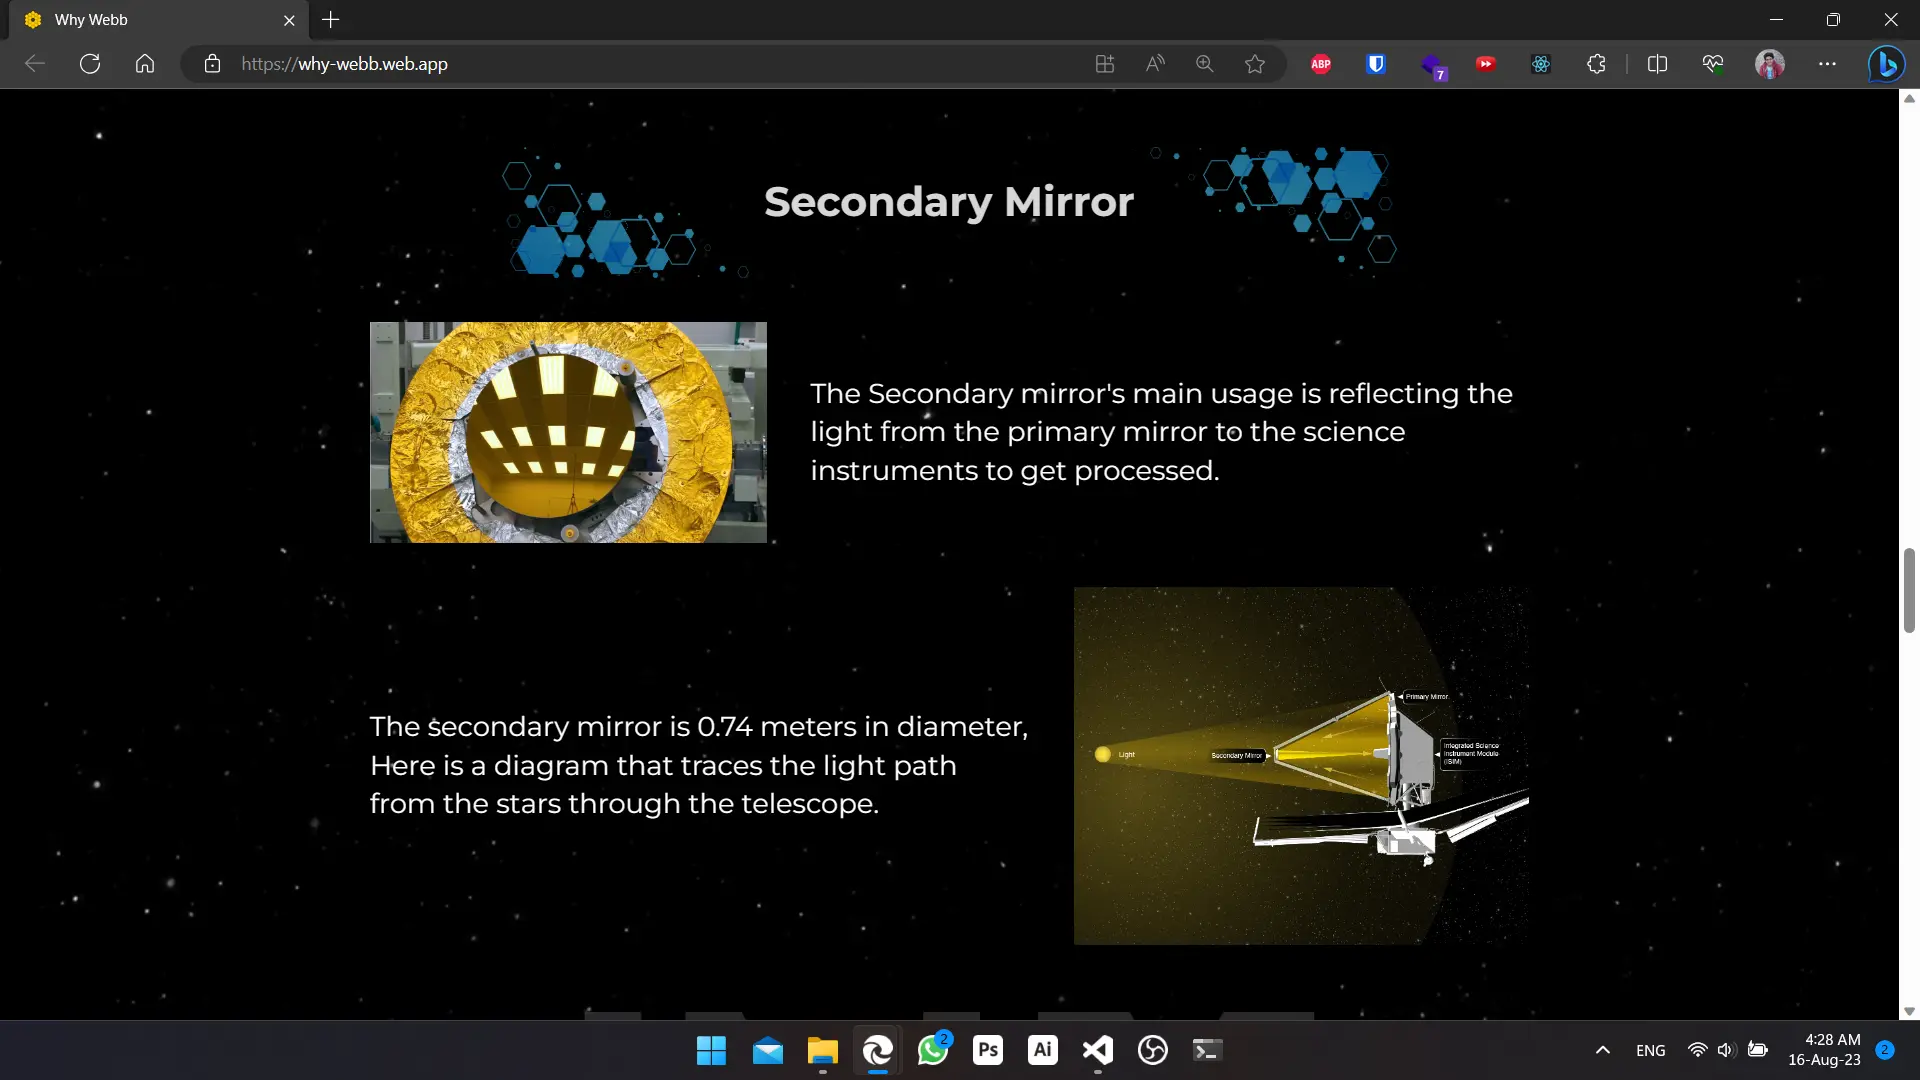 Why Webb
https://why-webb.web.app
ABP
7
Secondary Mirror
The Secondary mirror's main usage is reflecting the
light from the primary mirror to the science
instruments to get processed.
The secondary mirror is 0.74 meters in diameter,
Here is a diagram that traces the light path
from the stars through the telescope.
Primary Mirror
Light
Secondary Mirror
Integrated Science
Instrument Module
(ISIM)
2
Ps
Ai
ENG
4:28 AM
16-Aug-23
2